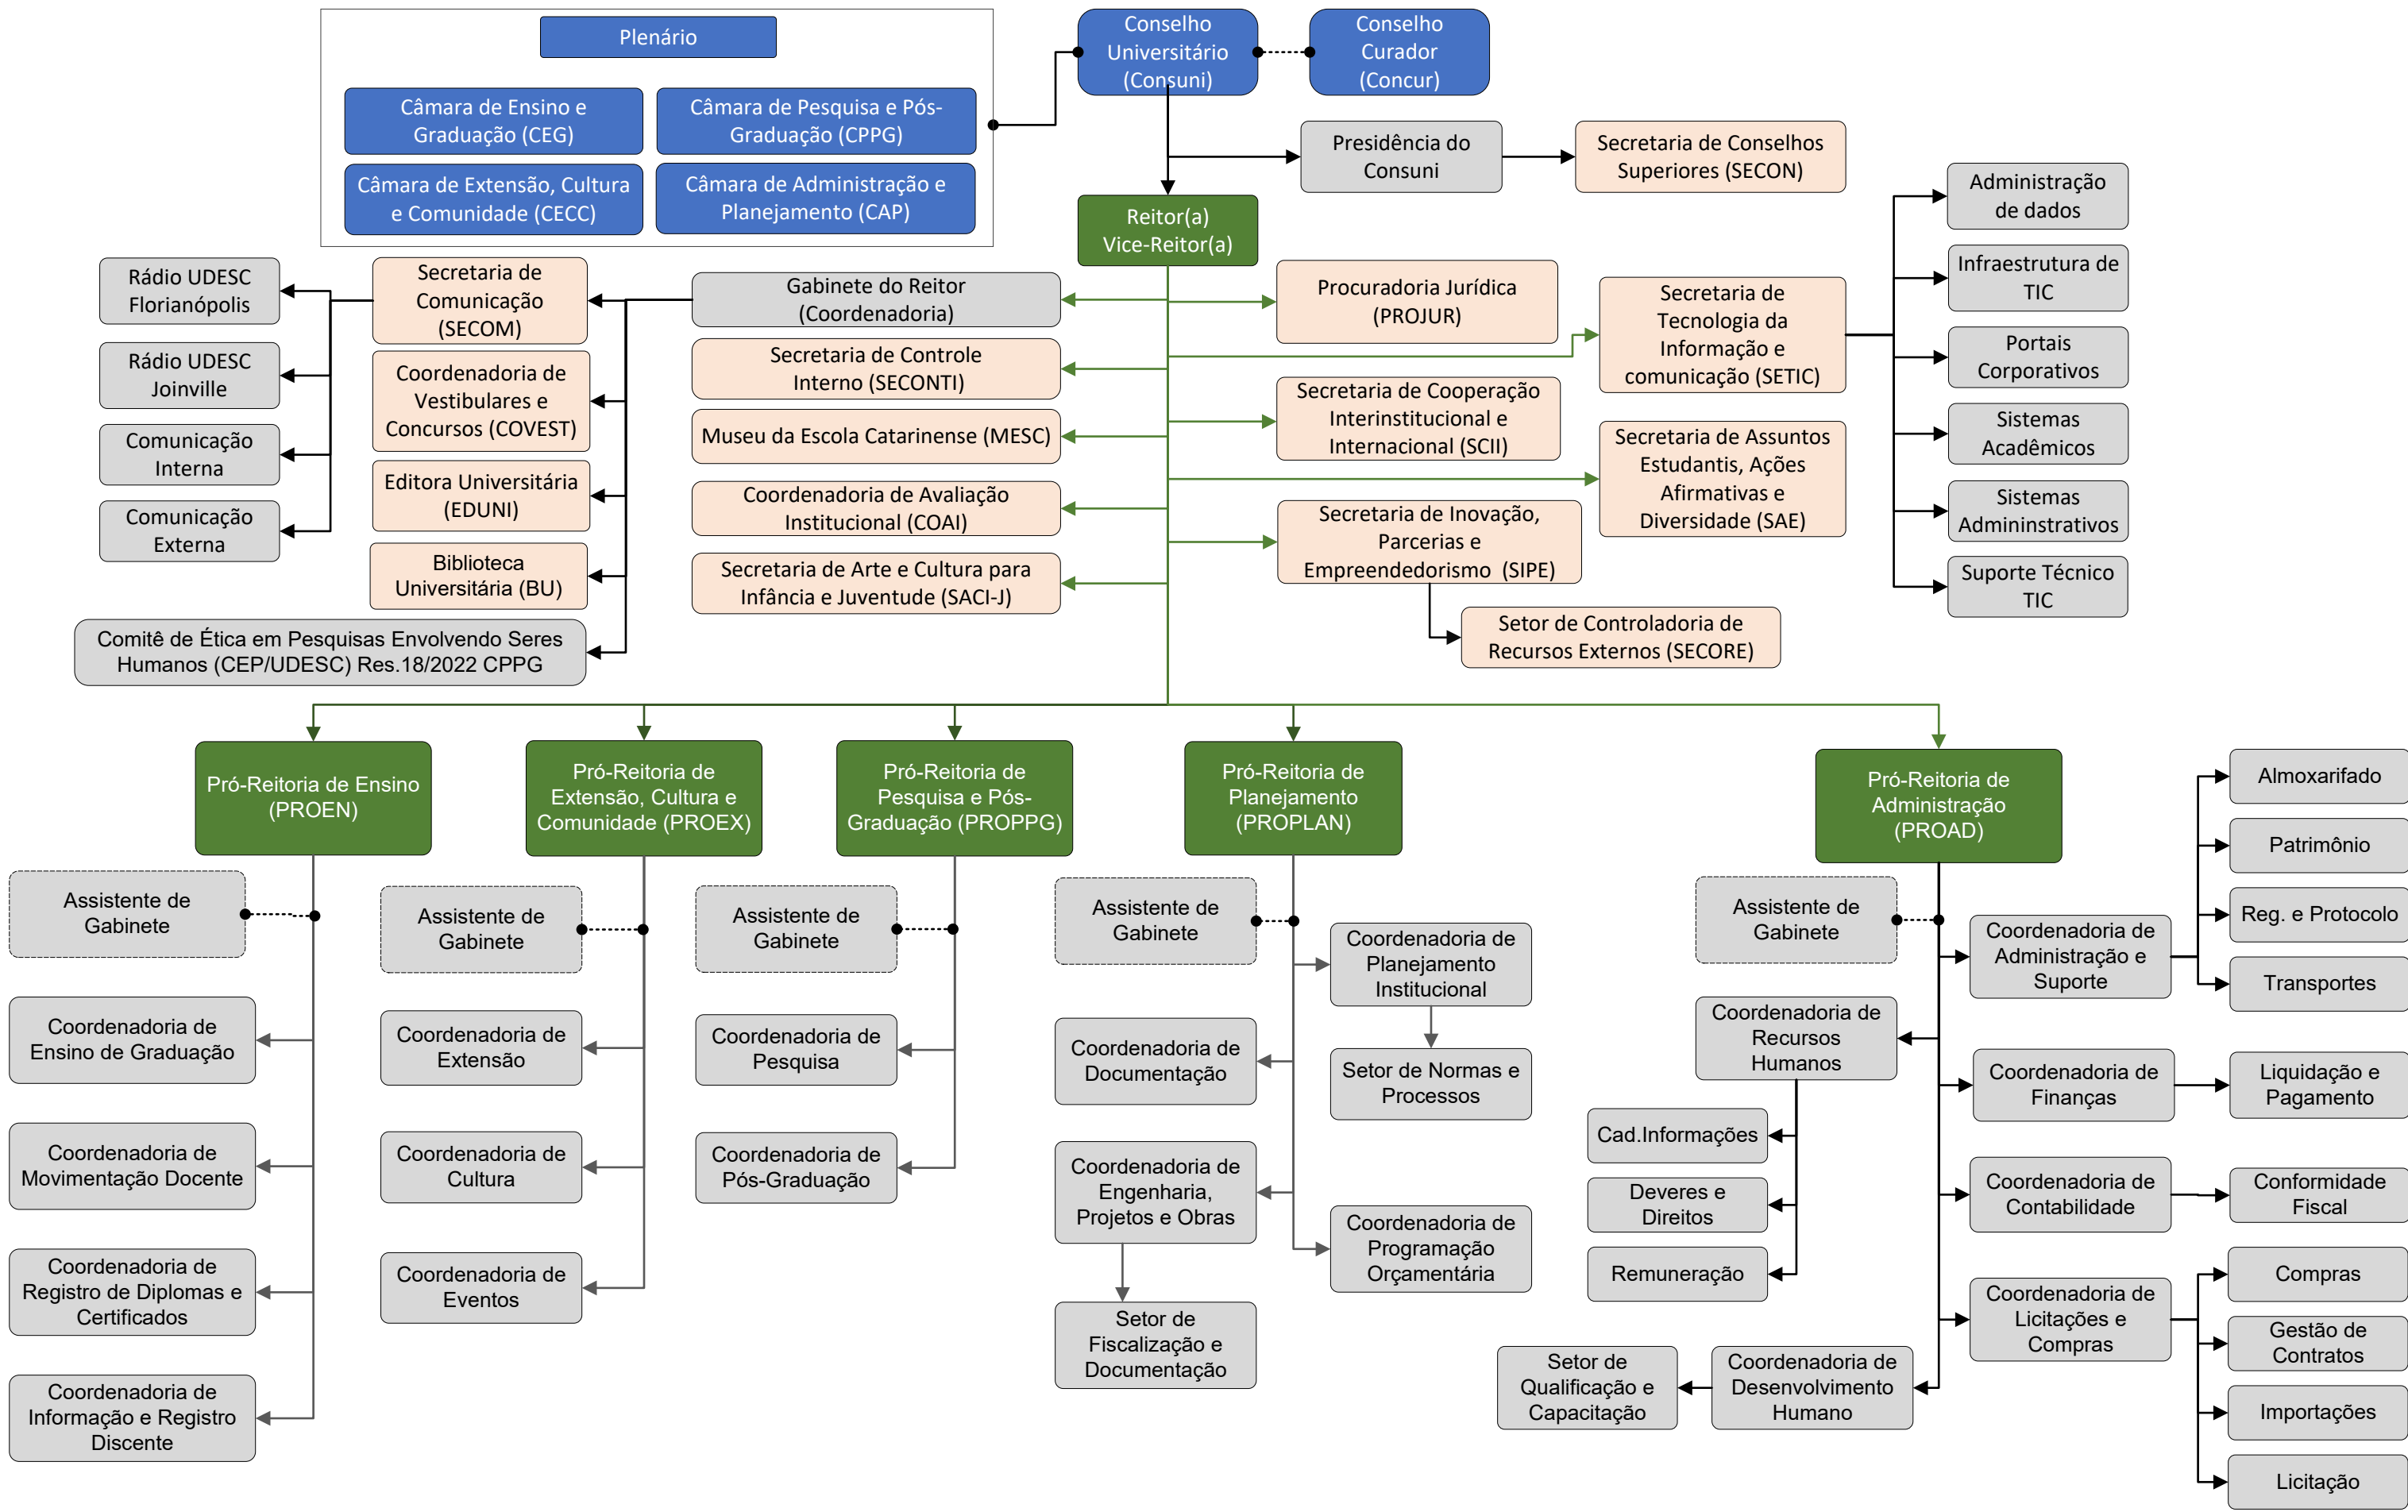 Plenário
Câmara de Ensino e
Graduação (CEG)
Câmara de Pesquisa e Pós-
Graduação (CPPG)
Câmara de Extensão, Cultura
e Comunidade (CECC)
Câmara de Administração e
Planejamento (CAP)
Conselho
Universitário
(Consuni)
Conselho
Curador
(Concur)
Presidência do
Consuni
Secretaria de Conselhos
Superiores (SECON)
Reitor(a)
Vice-Reitor(a)
Rádio UDESC
Florianópolis
Rádio UDESC
Joinville
Comunicação
Interna
Comunicação
Externa
Secretaria de
Comunicação
(SECOM)
Coordenadoria de
Vestibulares e
Concursos (COVEST)
Editora Universitária
(EDUNI)
Biblioteca
Universitária (BU)
Comitê de Ética em Pesquisas Envolvendo Seres
Humanos (CEP/UDESC) Res.18/2022 CPPG
Gabinete do Reitor
(Coordenadoria)
Secretaria de Controle
Interno (SECONTI)
Museu da Escola Catarinense (MESC)
Coordenadoria de Avaliação
Institucional (COAI)
Secretaria de Arte e Cultura para
Infância e Juventude (SACI-J)
Procuradoria Jurídica
(PROJUR)
Secretaria de Cooperação
Interinstitucional e
Internacional (SCII)
Secretaria de Inovação,
Parcerias e
Empreendedorismo (SIPE)
Setor de Controladoria de
Recursos Externos (SECORE)
Secretaria de
Tecnologia da
Informação e
comunicação (SETIC)
Secretaria de Assuntos
Estudantis, Ações
Afirmativas e
Diversidade (SAE)
Administração
de dados
Infraestrutura de
TIC
Portais
Corporativos
Sistemas
Acadêmicos
Sistemas
Admininstrativos
Suporte Técnico
TIC
Pró-Reitoria de Ensino
(PROEN)
Assistente de
Gabinete
Coordenadoria de
Ensino de Graduação
Coordenadoria de
Movimentação Docente
Coordenadoria de
Registro de Diplomas e
Certificados
Coordenadoria de
Informação e Registro
Discente
Pró-Reitoria de
Extensão, Cultura e
Comunidade (PROEX)
Assistente de
Gabinete
Coordenadoria de
Extensão
Coordenadoria de
Cultura
Coordenadoria de
Eventos
Pró-Reitoria de
Pesquisa e Pós-
Graduação (PROPPG)
Assistente de
Gabinete
Coordenadoria de
Pesquisa
Coordenadoria de
Pós-Graduação
Pró-Reitoria de
Planejamento
(PROPLAN)
Assistente de
Gabinete
Coordenadoria de
Planejamento
Institucional
Setor de Normas e
Processos
Coordenadoria de
Documentação
Coordenadoria de
Engenharia,
Projetos e Obras
Setor de
Fiscalização e
Documentação
Coordenadoria de
Programação
Orçamentária
Pró-Reitoria de
Administração
(PROAD)
Assistente de
Gabinete
Coordenadoria de
Administração e
Suporte
Almoxarifado
Patrimônio
Reg. e Protocolo
Transportes
Coordenadoria de
Recursos
Humanos
Cad.Informações
Deveres e
Direitos
Remuneração
Coordenadoria de
Finanças
Liquidação e
Pagamento
Coordenadoria de
Contabilidade
Conformidade
Fiscal
Coordenadoria de
Licitações e
Compras
Compras
Gestão de
Contratos
Importações
Licitação
Coordenadoria de
Desenvolvimento
Humano
Setor de
Qualificação e
Capacitação